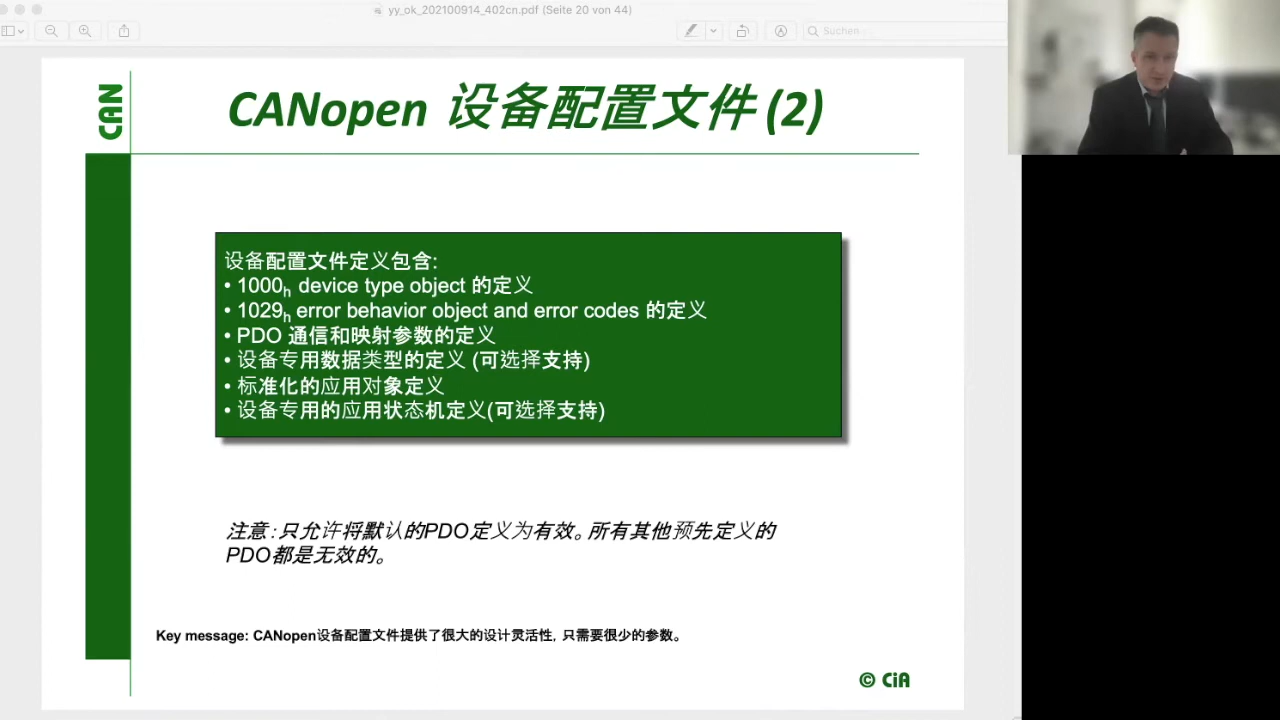 yy_ok_202100914_402cn.pdf (Seite 20 von 44)
Suchen
CAN
CANopen 设备配置文件 (2)
设备配置文件定义包含:
• 1000h device type object 的定义
• 1029h error behavior object and error codes 的定义
• PDO 通信和映射参数的定义
• 设备专用数据类型的定义 (可选择支持)
• 标准化的应用对象定义
• 设备专用的应用状态机定义(可选择支持)
注意：只允许将默认的PDO定义为有效。所有其他预先定义的
PDO都是无效的。
Key message: CANopen设备配置文件提供了很大的设计灵活性, 只需要很少的参数。
© CiA